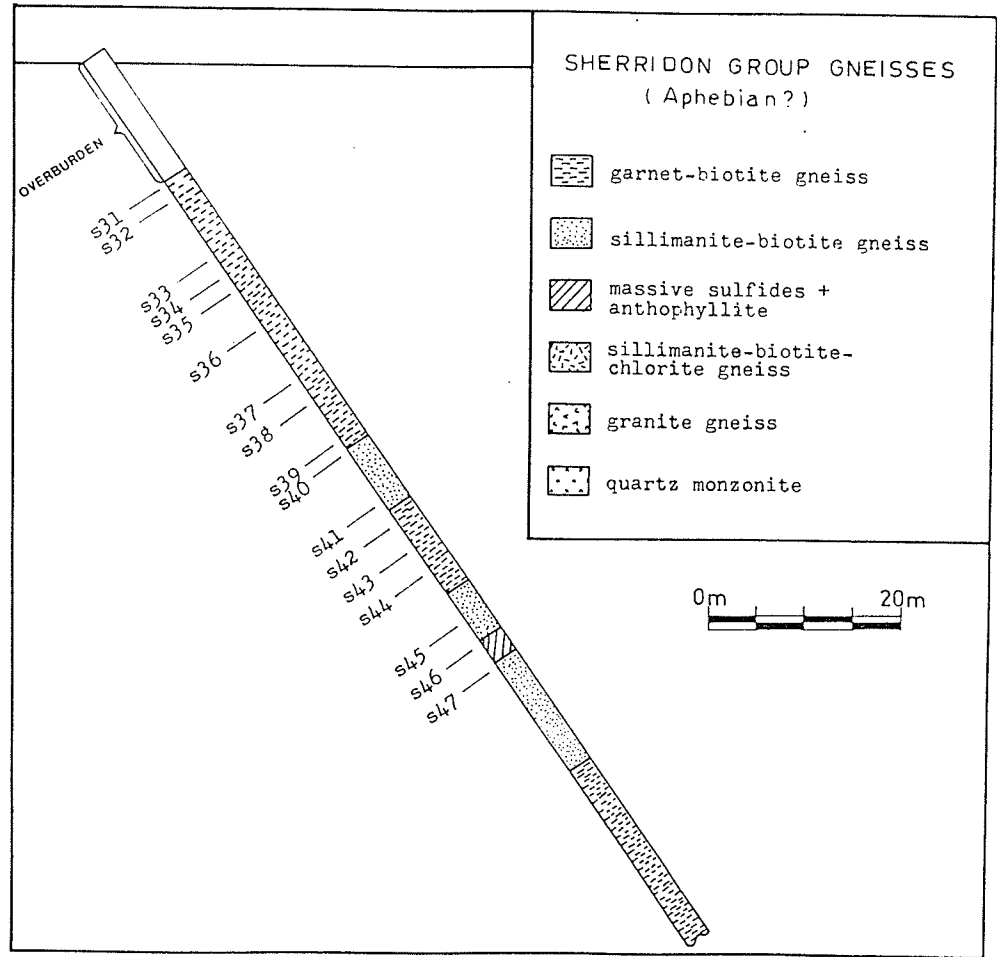 SHERRIDON GROUP GNEISSES
( Aphebian? )
garnet-biotite gneiss
sillimanite-biotite gneiss
massive sulfides +
anthophyllite
sillimanite-biotite-
chlorite gneiss
granite gneiss
quartz monzonite
OVERBURDEN
s31
s32
s33
s34
s35
s36
s37
s38
s39
s40
s41
s42
s43
s44
s45
s46
s47
0m 20m